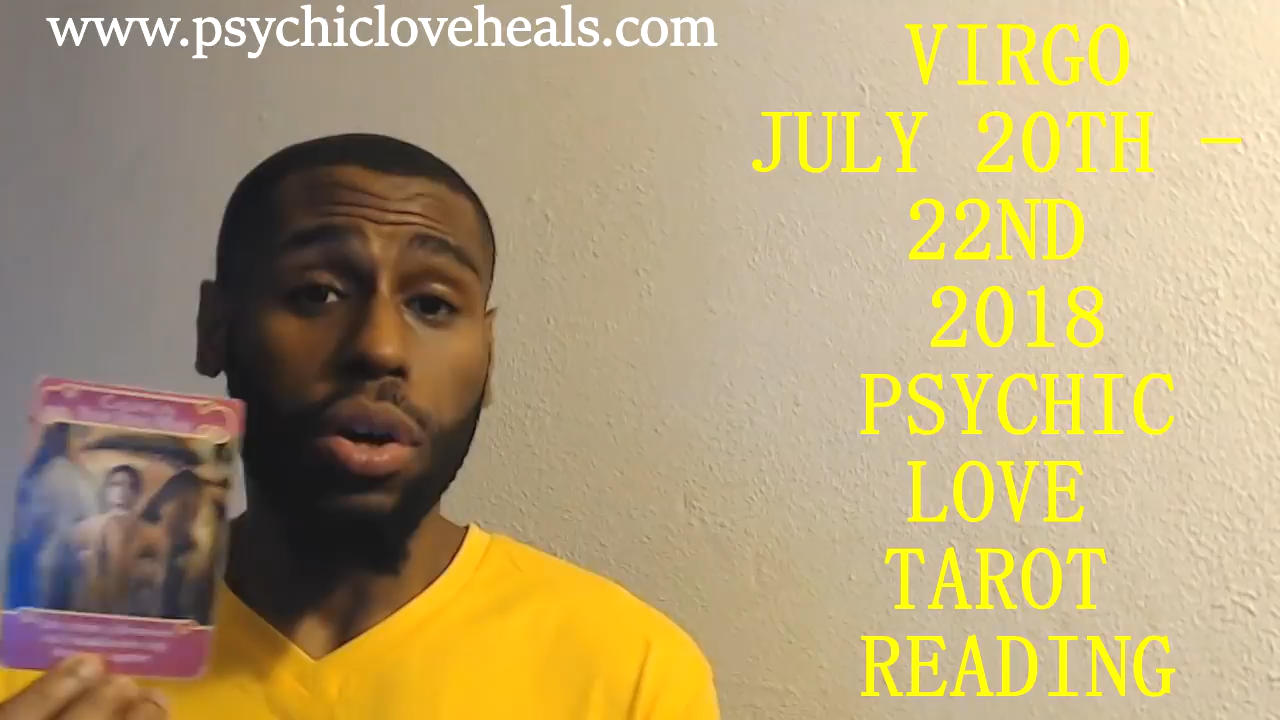 www.psychicloveheals.com
VIRGO
JULY 20TH -
22ND
2018
PSYCHIC
LOVE
TAROT
READING